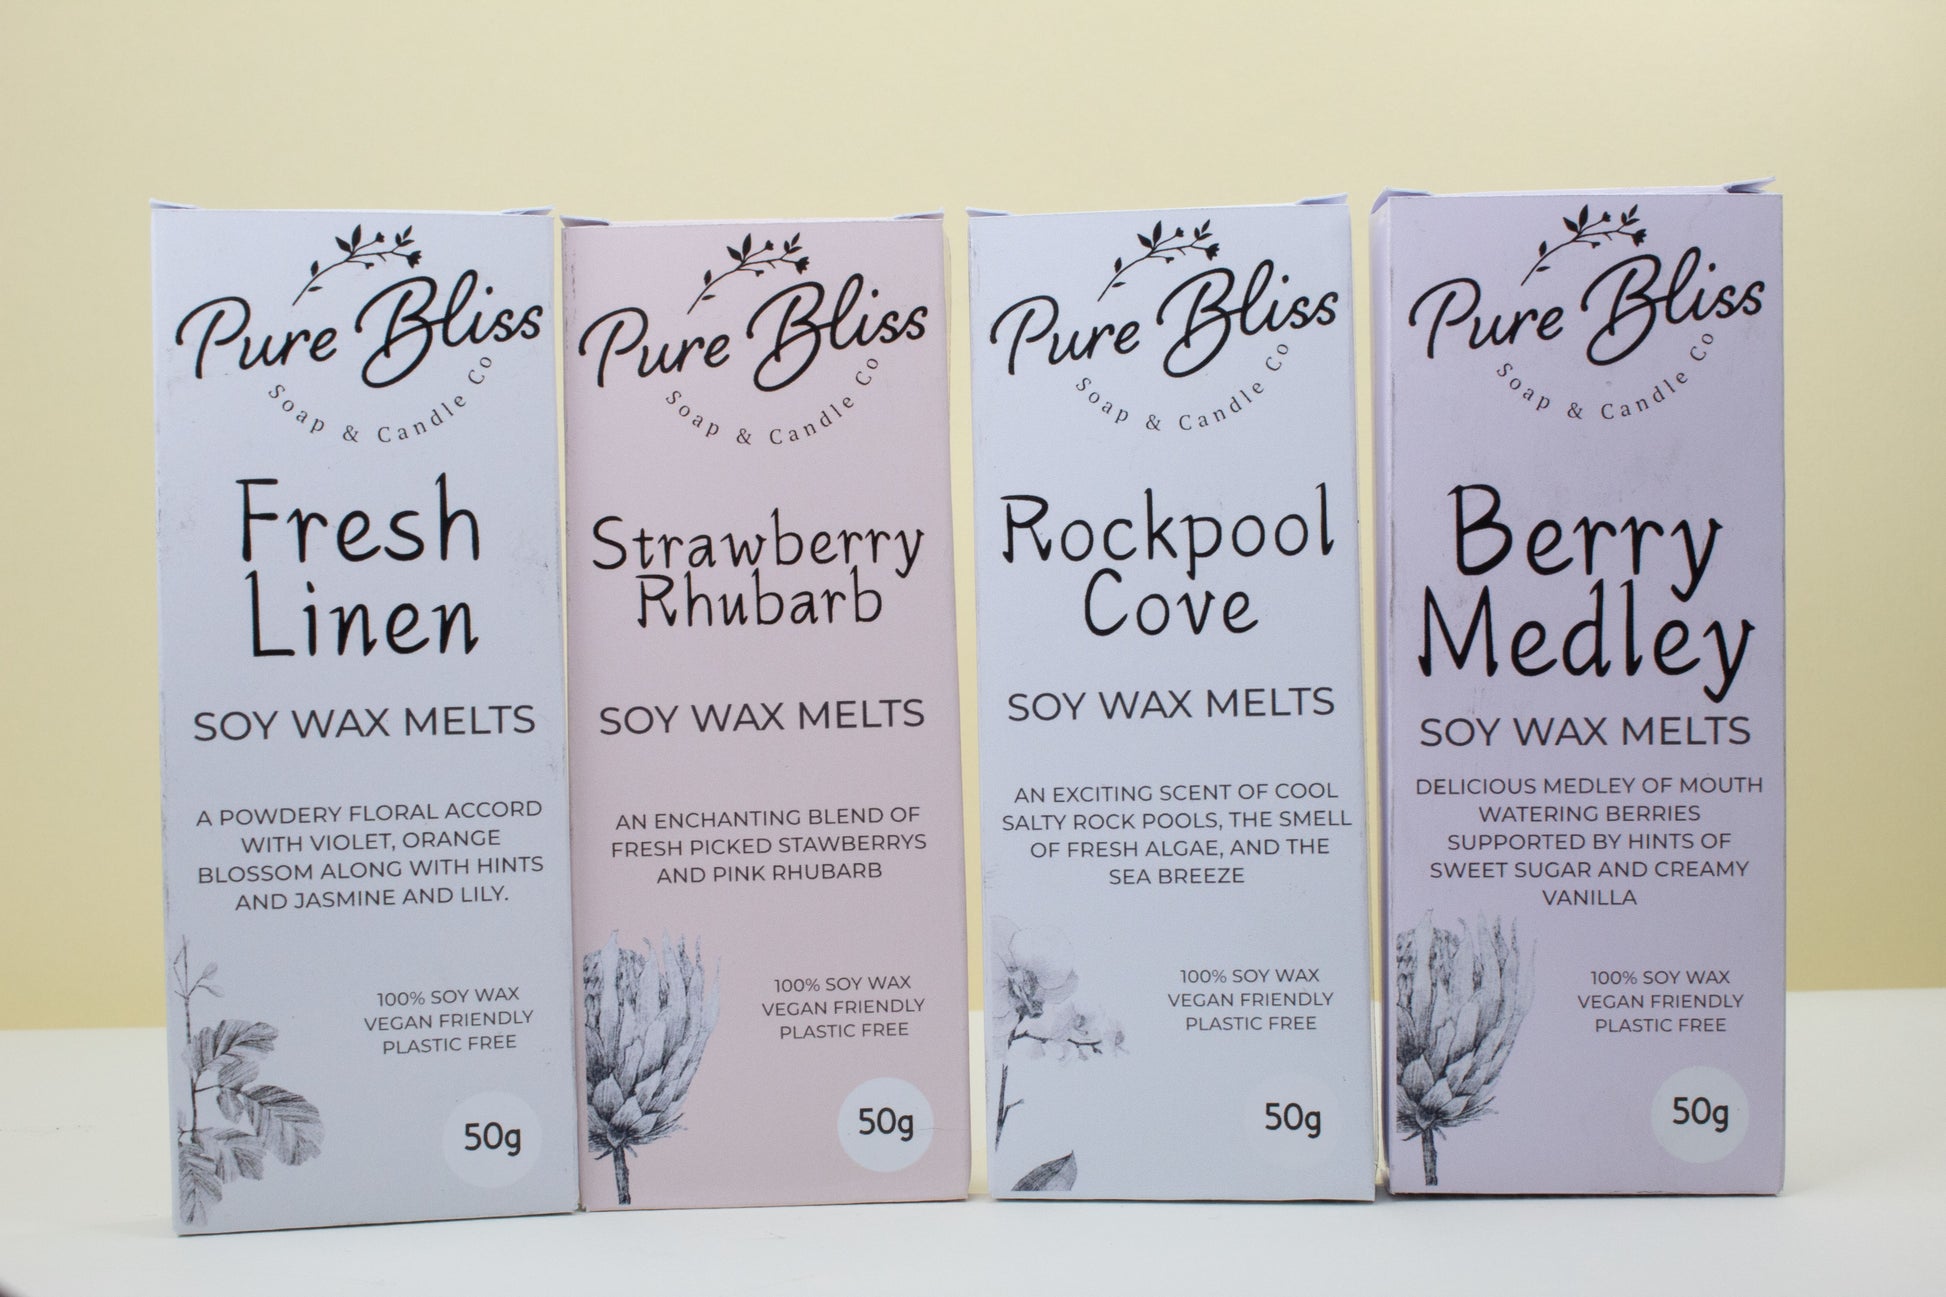 Pure Bliss
Soap & Candle Co
Fresh
Linen
SOY WAX MELTS
A POWDERY FLORAL ACCORD
WITH VIOLET, ORANGE
BLOSSOM ALONG WITH HINTS
AND JASMINE AND LILY.
100% SOY WAX
VEGAN FRIENDLY
PLASTIC FREE
50g
Pure Bliss
Soap & Candle Co
Strawberry
Rhubarb
SOY WAX MELTS
AN ENCHANTING BLEND OF
FRESH PICKED STAWBERRYS
AND PINK RHUBARB
100% SOY WAX
VEGAN FRIENDLY
PLASTIC FREE
50g
Pure Bliss
Soap & Candle Co
Rockpool
Cove
SOY WAX MELTS
AN EXCITING SCENT OF COOL
SALTY ROCK POOLS, THE SMELL
OF FRESH ALGAE, AND THE
SEA BREEZE
100% SOY WAX
VEGAN FRIENDLY
PLASTIC FREE
50g
Pure Bliss
Soap & Candle Co
Berry
Medley
SOY WAX MELTS
DELICIOUS MEDLEY OF MOUTH
WATERING BERRIES
SUPPORTED BY HINTS OF
SWEET SUGAR AND CREAMY
VANILLA
100% SOY WAX
VEGAN FRIENDLY
PLASTIC FREE
50g